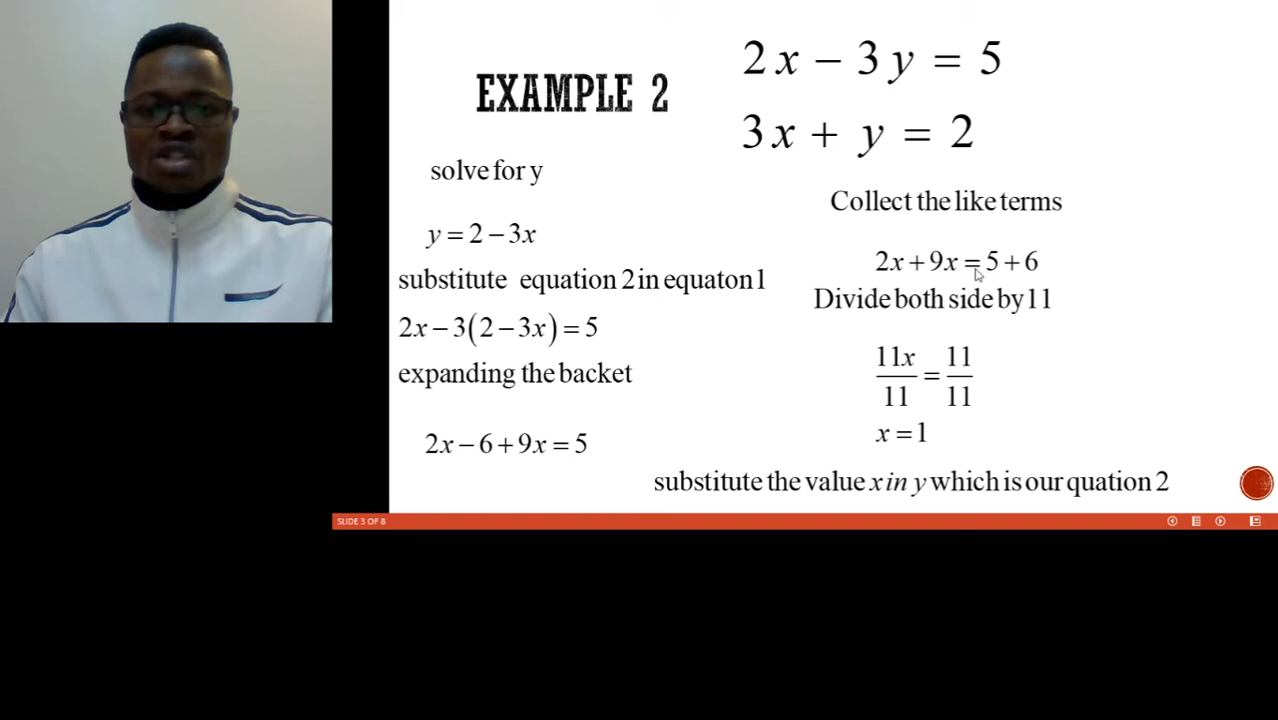 EXAMPLE 2
2x − 3y = 5
3x + y = 2
solve for y
y = 2 − 3x
substitute equation 2 in equaton 1
2x − 3(2 − 3x) = 5
expanding the backet
2x − 6 + 9x = 5
Collect the like terms
2x + 9x = 5 + 6
Divide both side by 11
11x/11 = 11/11
x = 1
substitute the value x in y which is our quation 2
SLIDE 3 OF 8